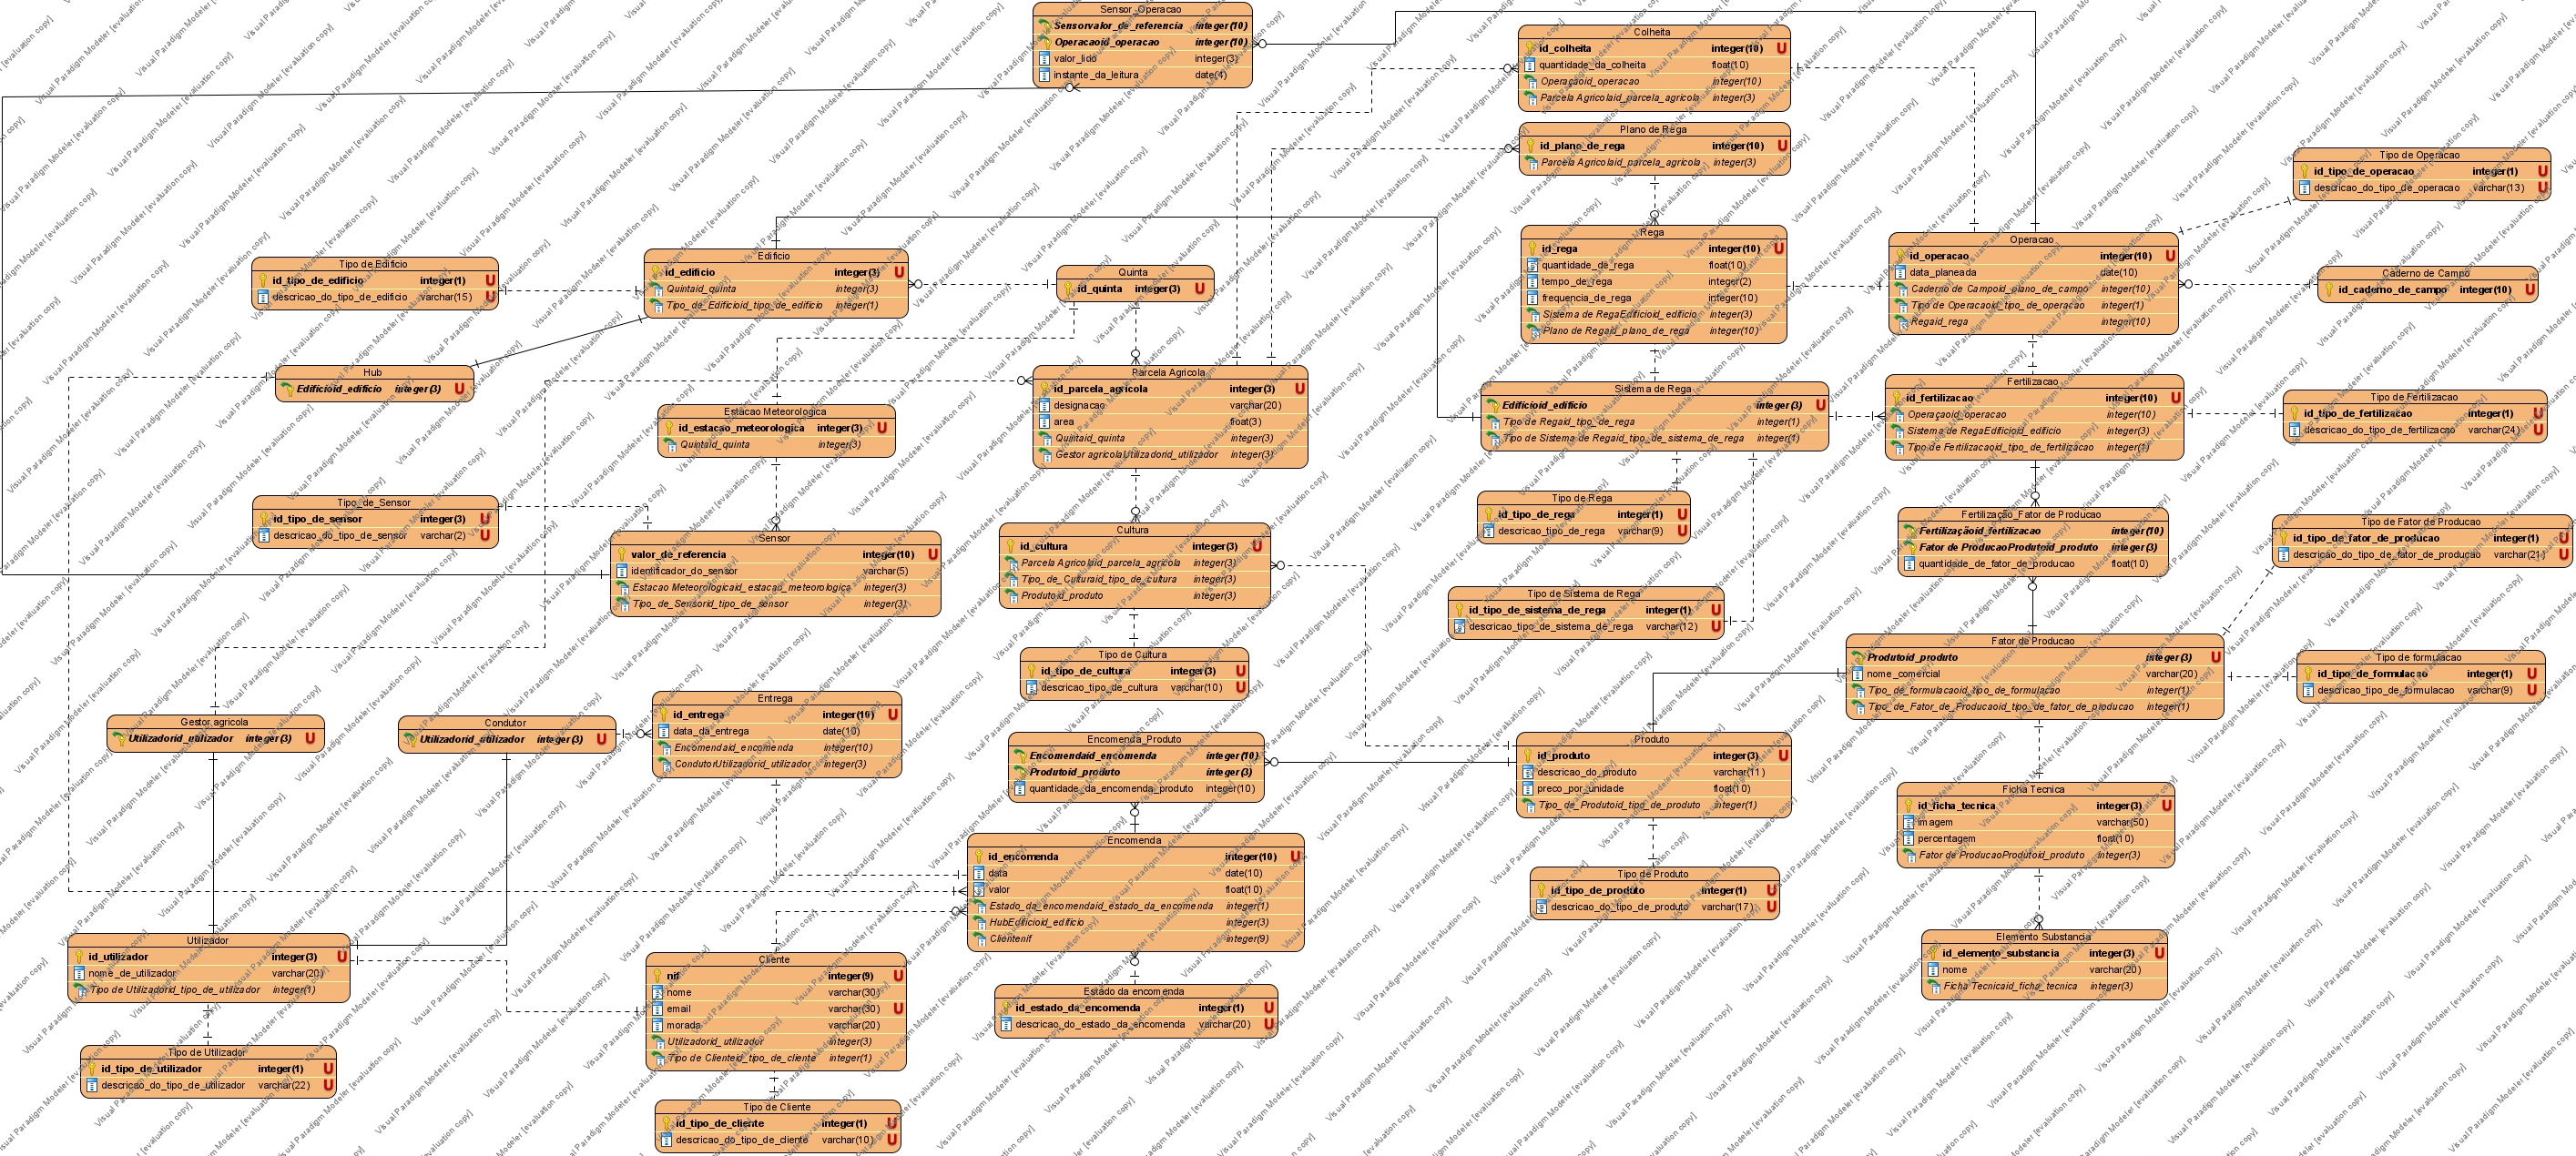 Sensor_Operacao
Sensorvalor_de_referencia integer(10)
Operacaoid_operacao integer(10)
valor_lido integer(3)
instante_da_leitura date(4)
Colheita
id_colheita integer(10) U
quantidade_da_colheita float(10)
Operaçaoid_operacao integer(10)
Parcela Agricolaid_parcela_agricola integer(3)
Plano de Rega
id_plano_de_rega integer(10) U
Parcela Agricolaid_parcela_agricola integer(3)
Tipo de Operacao
id_tipo_de_operacao integer(1) U
descricao_do_tipo_de_operacao varchar(13) U
Rega
id_rega integer(10) U
quantidade_de_rega float(10)
tempo_de_rega integer(2)
frequencia_de_rega integer(10)
Sistema de RegaEdificioid_edificio integer(3)
Plano de Regaid_plano_de_rega integer(10)
Operacao
id_operacao integer(10) U
data_planeada date(10)
Caderno de Campoid_plano_de_campo integer(10)
Tipo de Operacaoid_tipo_de_operacao integer(1)
Regaid_rega integer(10)
Caderno de Campo
id_caderno_de_campo integer(10) U
Tipo de Edificio
id_tipo_de_edificio integer(1) U
descricao_do_tipo_de_edificio varchar(15) U
Edificio
id_edificio integer(3) U
Quintaid_quinta integer(3)
Tipo_de_Edificioid_tipo_de_edificio integer(1)
Quinta
id_quinta integer(3) U
Hub
Edificioid_edificio integer(3) U
Estacao Meteorologica
id_estacao_meteorologica integer(3) U
Quintaid_quinta integer(3)
Parcela Agricola
id_parcela_agricola integer(3) U
designacao varchar(20)
area float(3)
Quintaid_quinta integer(3)
Gestor agricolaUtilizadorid_utilizador integer(3)
Sistema de Rega
Edificioid_edificio integer(3) U
Tipo de Regaid_tipo_de_rega integer(1)
Tipo de Sistema de Regaid_tipo_de_sistema_de_rega integer(1)
Fertilizacao
id_fertilizacao integer(10) U
Operaçaoid_operacao integer(10)
Sistema de RegaEdificioid_edificio integer(3)
Tipo de Fertilizacaoid_tipo_de_fertilizacao integer(1)
Tipo de Fertilizacao
id_tipo_de_fertilizacao integer(1) U
descricao_do_tipo_de_fertilizacao varchar(24) U
Tipo_de_Sensor
id_tipo_de_sensor integer(3) U
descricao_do_tipo_de_sensor varchar(2) U
Sensor
valor_de_referencia integer(10) U
identificador_do_sensor varchar(5)
Estacao Meteorologicaid_estacao_meteorologica integer(3)
Tipo_de_Sensorid_tipo_de_sensor integer(3)
Cultura
id_cultura integer(3) U
Parcela Agricolaid_parcela_agricola integer(3)
Tipo_de_Culturaid_tipo_de_cultura integer(3)
Produtoid_produto integer(3)
Tipo de Rega
id_tipo_de_rega integer(1) U
descricao_tipo_de_rega varchar(9) U
Fertilização_Fator de Producao
Fertilizaçãoid_fertilizacao integer(10)
Fator de ProducaoProdutoid_produto integer(3)
quantidade_de_fator_de_producao float(10)
Tipo de Fator de Producao
id_tipo_de_fator_de_producao integer(1) U
descricao_do_tipo_de_fator_de_producao varchar(21) U
Tipo de Sistema de Rega
id_tipo_de_sistema_de_rega integer(1) U
descricao_tipo_de_sistema_de_rega varchar(12) U
Tipo de Cultura
id_tipo_de_cultura integer(3) U
descricao_tipo_de_cultura varchar(10) U
Fator de Producao
Produtoid_produto integer(3) U
nome_comercial varchar(20)
Tipo_de_formulacaoid_tipo_de_formulacao integer(1)
Tipo_de_Fator_de_Producaoid_tipo_de_fator_de_producao integer(1)
Tipo de formulacao
id_tipo_de_formulacao integer(1) U
descricao_do_tipo_de_formulacao varchar(9) U
Gestor agricola
Utilizadorid_utilizador integer(3) U
Condutor
Utilizadorid_utilizador integer(3) U
Entrega
id_entrega integer(10) U
data_da_entrega date(10)
Encomendaid_encomenda integer(10)
CondutorUtilizadorid_utilizador integer(3)
Encomenda_Produto
Encomendaid_encomenda integer(10)
Produtoid_produto integer(3)
quantidade_da_encomenda_produto integer(10)
Produto
id_produto integer(3) U
descricao_do_produto varchar(11)
preco_por_unidade float(10)
Tipo_de_Produtoid_tipo_de_produto integer(1)
Ficha Tecnica
id_ficha_tecnica integer(3) U
imagem varchar(50)
percentagem float(10)
Fator de ProducaoProdutoid_produto integer(3)
Encomenda
id_encomenda integer(10) U
data date(10)
valor float(10)
Estado_da_encomendaid_estado_da_encomenda integer(1)
HubEdificioid_edificio integer(3)
Clientenif integer(9)
Tipo de Produto
id_tipo_de_produto integer(1) U
descricao_do_tipo_de_produto varchar(17) U
Utilizador
id_utilizador integer(3) U
nome_de_utilizador varchar(20)
Tipo de Utilizadorid_tipo_de_utilizador integer(1)
Cliente
nif integer(9) U
nome varchar(30)
email varchar(30) U
morada varchar(20)
Utilizadorid_utilizador integer(3)
Tipo de Clienteid_tipo_de_cliente integer(1)
Estado da encomenda
id_estado_da_encomenda integer(1) U
descricao_do_estado_da_encomenda varchar(20) U
Elemento Substancia
id_elemento_substancia integer(3) U
nome varchar(20)
Ficha Tecnicaid_ficha_tecnica integer(3)
Tipo de Utilizador
id_tipo_de_utilizador integer(1) U
descricao_do_tipo_de_utilizador varchar(22) U
Tipo de Cliente
id_tipo_de_cliente integer(1) U
descricao_do_tipo_de_cliente varchar(10) U
Visual Paradigm Modeler [evaluation copy]